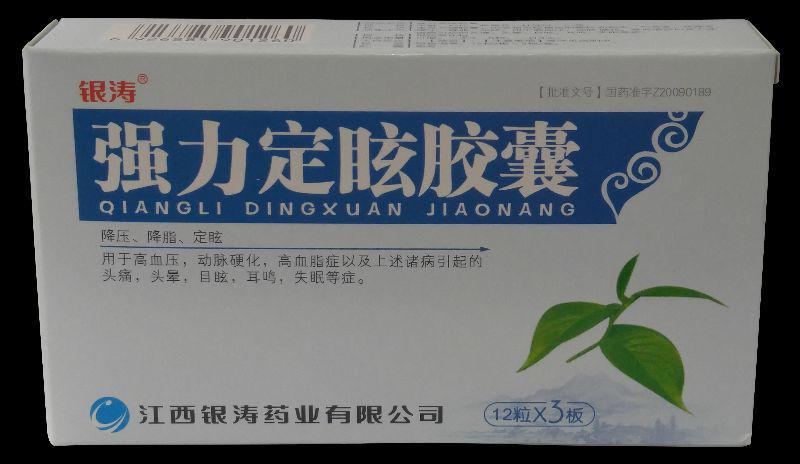 银涛®
【批准文号】国药准字Z20090189
强力定眩胶囊
QIANGLI DINGXUAN JIAONANG
降压、降脂、定眩
用于高血压，动脉硬化，高血脂症以及上述诸病引起的
头痛，头晕，目眩，耳鸣，失眠等症。
江西银涛药业有限公司
12粒X3板